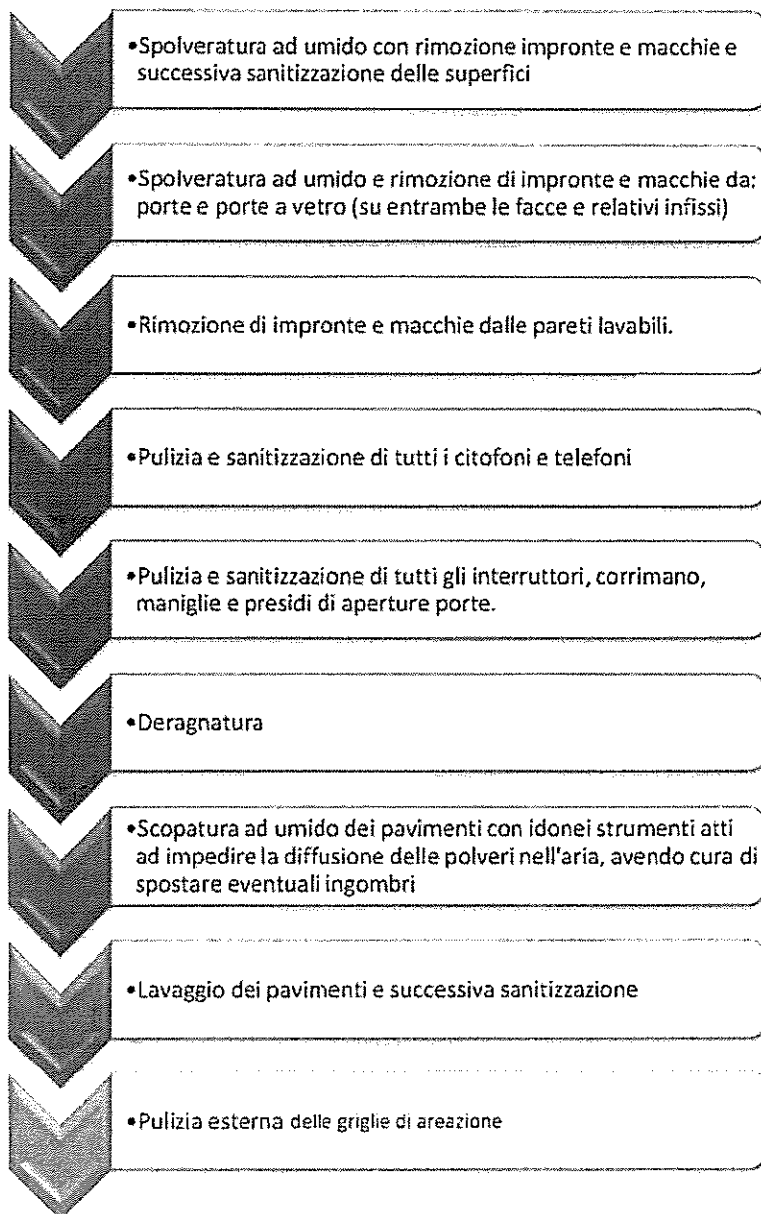 •Spolveratura ad umido con rimozione impronte e macchie e
successiva sanitizzazione delle superfici
•Spolveratura ad umido e rimozione di impronte e macchie da:
porte e porte a vetro (su entrambe le facce e relativi infissi)
•Rimozione di impronte e macchie dalle pareti lavabili.
•Pulizia e sanitizzazione di tutti i citofoni e telefoni
•Pulizia e sanitizzazione di tutti gli interruttori, corrimano,
maniglie e presidi di aperture porte.
•Deragnatura
•Scopatura ad umido dei pavimenti con idonei strumenti atti
ad impedire la diffusione delle polveri nell'aria, avendo cura di
spostare eventuali ingombri
•Lavaggio dei pavimenti e successiva sanitizzazione
•Pulizia esterna delle griglie di areazione